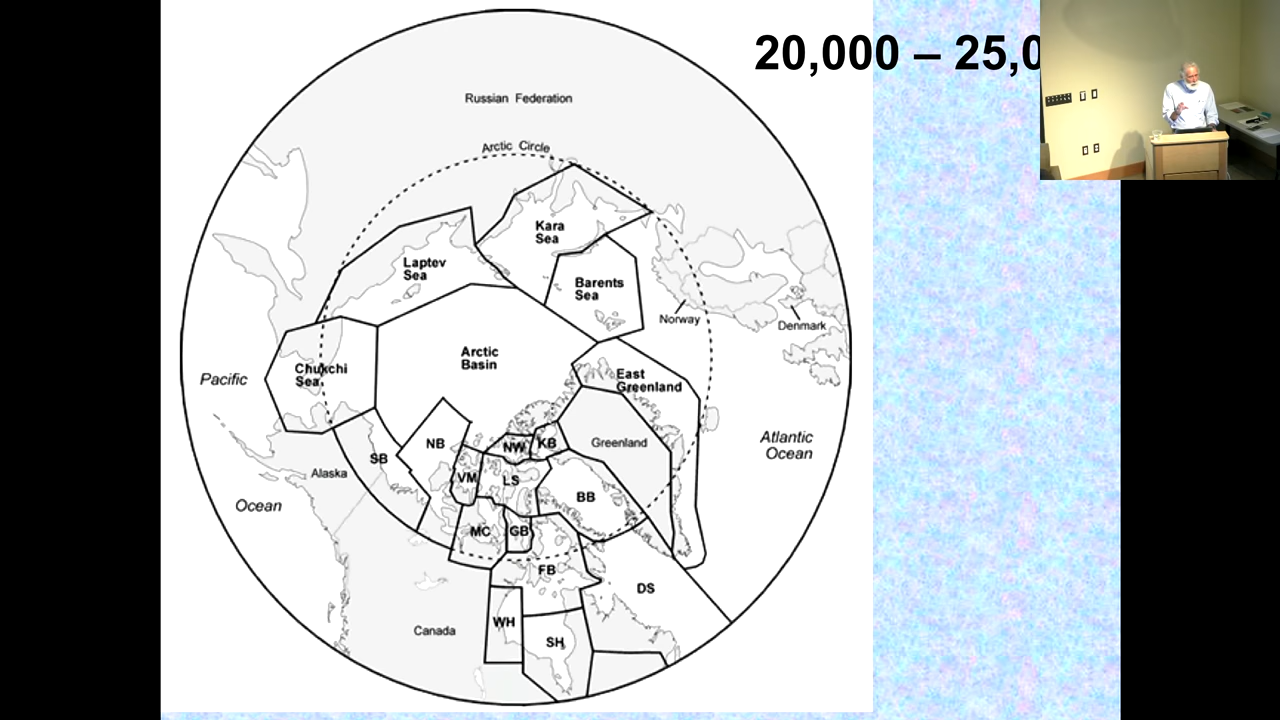 20,000 – 25,0
Russian Federation
Arctic Circle
Kara
Sea
Laptev
Sea
Barents
Sea
Norway
Denmark
Arctic
Basin
Chukchi
Sea
Pacific
East
Greenland
NB
NW
KB
Greenland
Atlantic
Ocean
SB
Alaska
VM
LS
BB
Ocean
MC
GB
FB
DS
WH
Canada
SH